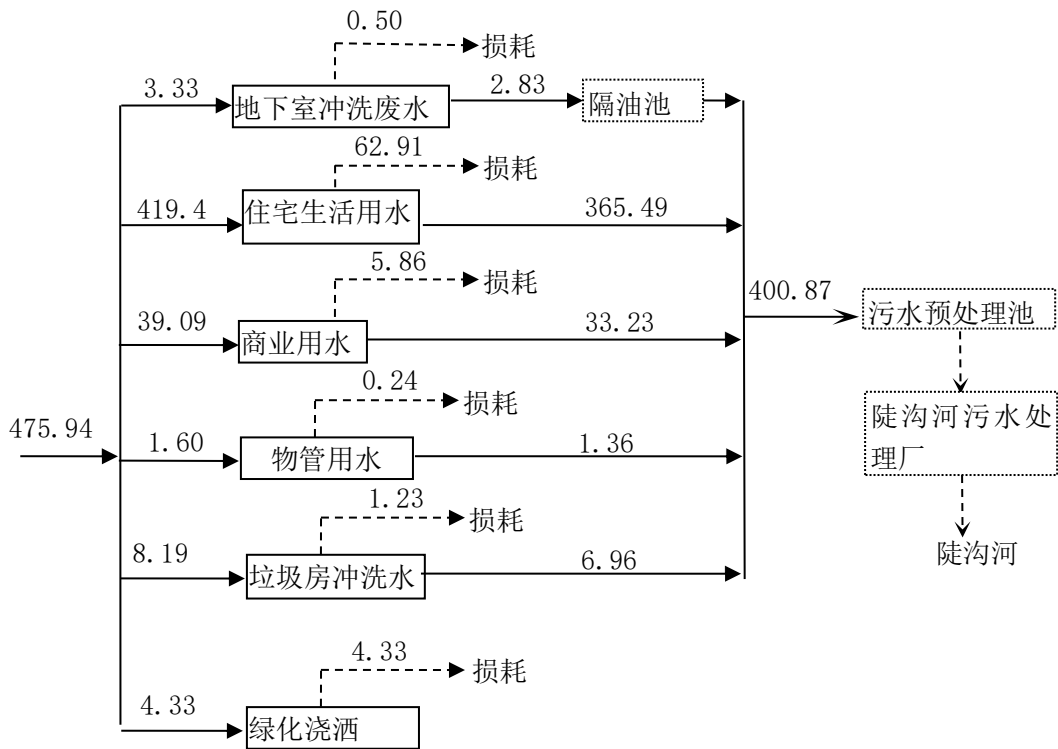 0.50
损耗
3.33
地下室冲洗废水
2.83
隔油池
62.91
损耗
419.4
住宅生活用水
365.49
5.86
损耗
39.09
商业用水
33.23
400.87
污水预处理池
0.24
损耗
475.94
1.60
物管用水
1.36
陡沟河污水处
理厂
1.23
损耗
8.19
垃圾房冲洗水
6.96
陡沟河
4.33
损耗
4.33
绿化浇洒